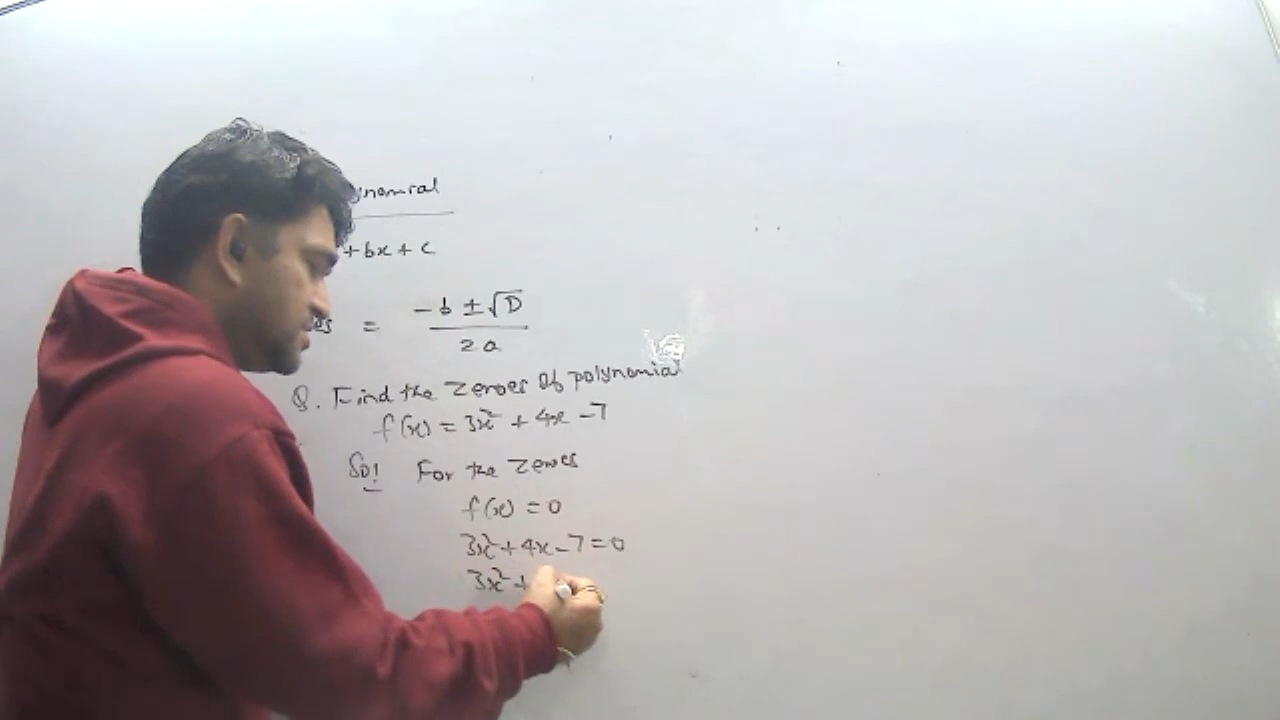 +bx+c
= -b ± √D / 2a
Q. Find the zeroes of polynomial
f(x) = 3x² + 4x - 7
Sol For the zeroes
f(x) = 0
3x² + 4x - 7 = 0
3x² +